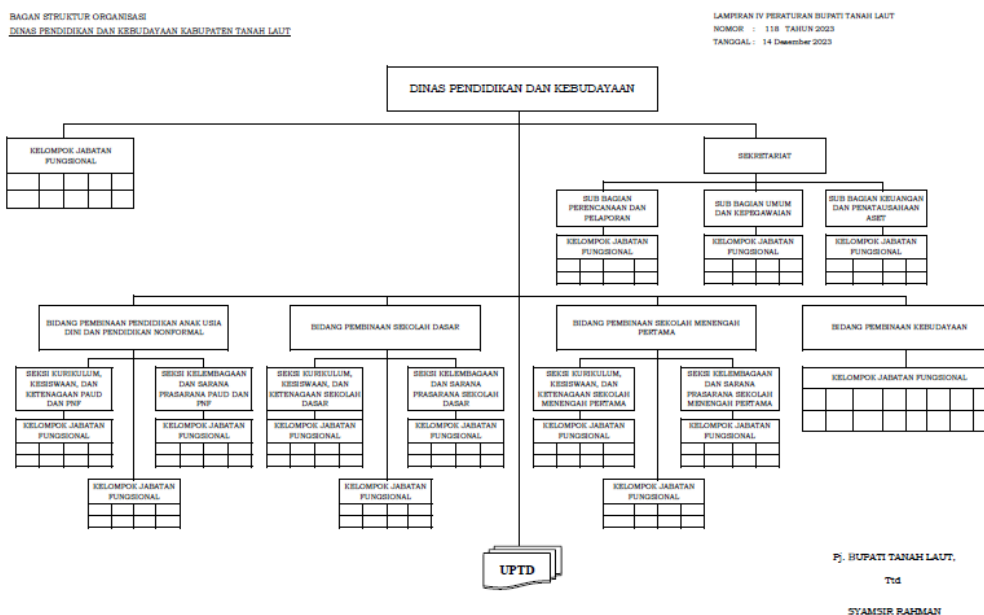 BAGAN STRUKTUR ORGANISASI
DINAS PENDIDIKAN DAN KEBUDAYAAN KABUPATEN TANAH LAUT
LAMPIRAN IV PERATURAN BUPATI TANAH LAUT
NOMOR : 118 TAHUN 2023
TANGGAL : 14 Desember 2023
DINAS PENDIDIKAN DAN KEBUDAYAAN
KELOMPOK JABATAN
FUNGSIONAL
SEKRETARIAT
SUB BAGIAN
PERENCANAAN DAN
PELAPORAN
SUB BAGIAN UMUM
DAN KEPEGAWAIAN
SUB BAGIAN KEUANGAN
DAN PENATAUSAHAAN
ASET
KELOMPOK JABATAN
FUNGSIONAL
KELOMPOK JABATAN
FUNGSIONAL
KELOMPOK JABATAN
FUNGSIONAL
BIDANG PEMBINAAN PENDIDIKAN ANAK USIA
DINI DAN PENDIDIKAN NONFORMAL
BIDANG PEMBINAAN SEKOLAH DASAR
BIDANG PEMBINAAN SEKOLAH MENENGAH
PERTAMA
BIDANG PEMBINAAN KEBUDAYAAN
SEKSI KURIKULUM,
KESISWAAN, DAN
KETENAGAAN PAUD
DAN PNF
SEKSI KELEMBAGAAN
DAN SARANA
PRASARANA PAUD DAN
PNF
SEKSI KURIKULUM,
KESISWAAN, DAN
KETENAGAAN SEKOLAH
DASAR
SEKSI KELEMBAGAAN
DAN SARANA
PRASARANA SEKOLAH
DASAR
SEKSI KURIKULUM,
KESISWAAN, DAN
KETENAGAAN SEKOLAH
MENENGAH PERTAMA
SEKSI KELEMBAGAAN
DAN SARANA
PRASARANA SEKOLAH
MENENGAH PERTAMA
KELOMPOK JABATAN FUNGSIONAL
KELOMPOK JABATAN
FUNGSIONAL
KELOMPOK JABATAN
FUNGSIONAL
KELOMPOK JABATAN
FUNGSIONAL
KELOMPOK JABATAN
FUNGSIONAL
KELOMPOK JABATAN
FUNGSIONAL
KELOMPOK JABATAN
FUNGSIONAL
KELOMPOK JABATAN
FUNGSIONAL
KELOMPOK JABATAN
FUNGSIONAL
KELOMPOK JABATAN
FUNGSIONAL
UPTD
Pj. BUPATI TANAH LAUT,
Ttd
SYAMSIR RAHMAN